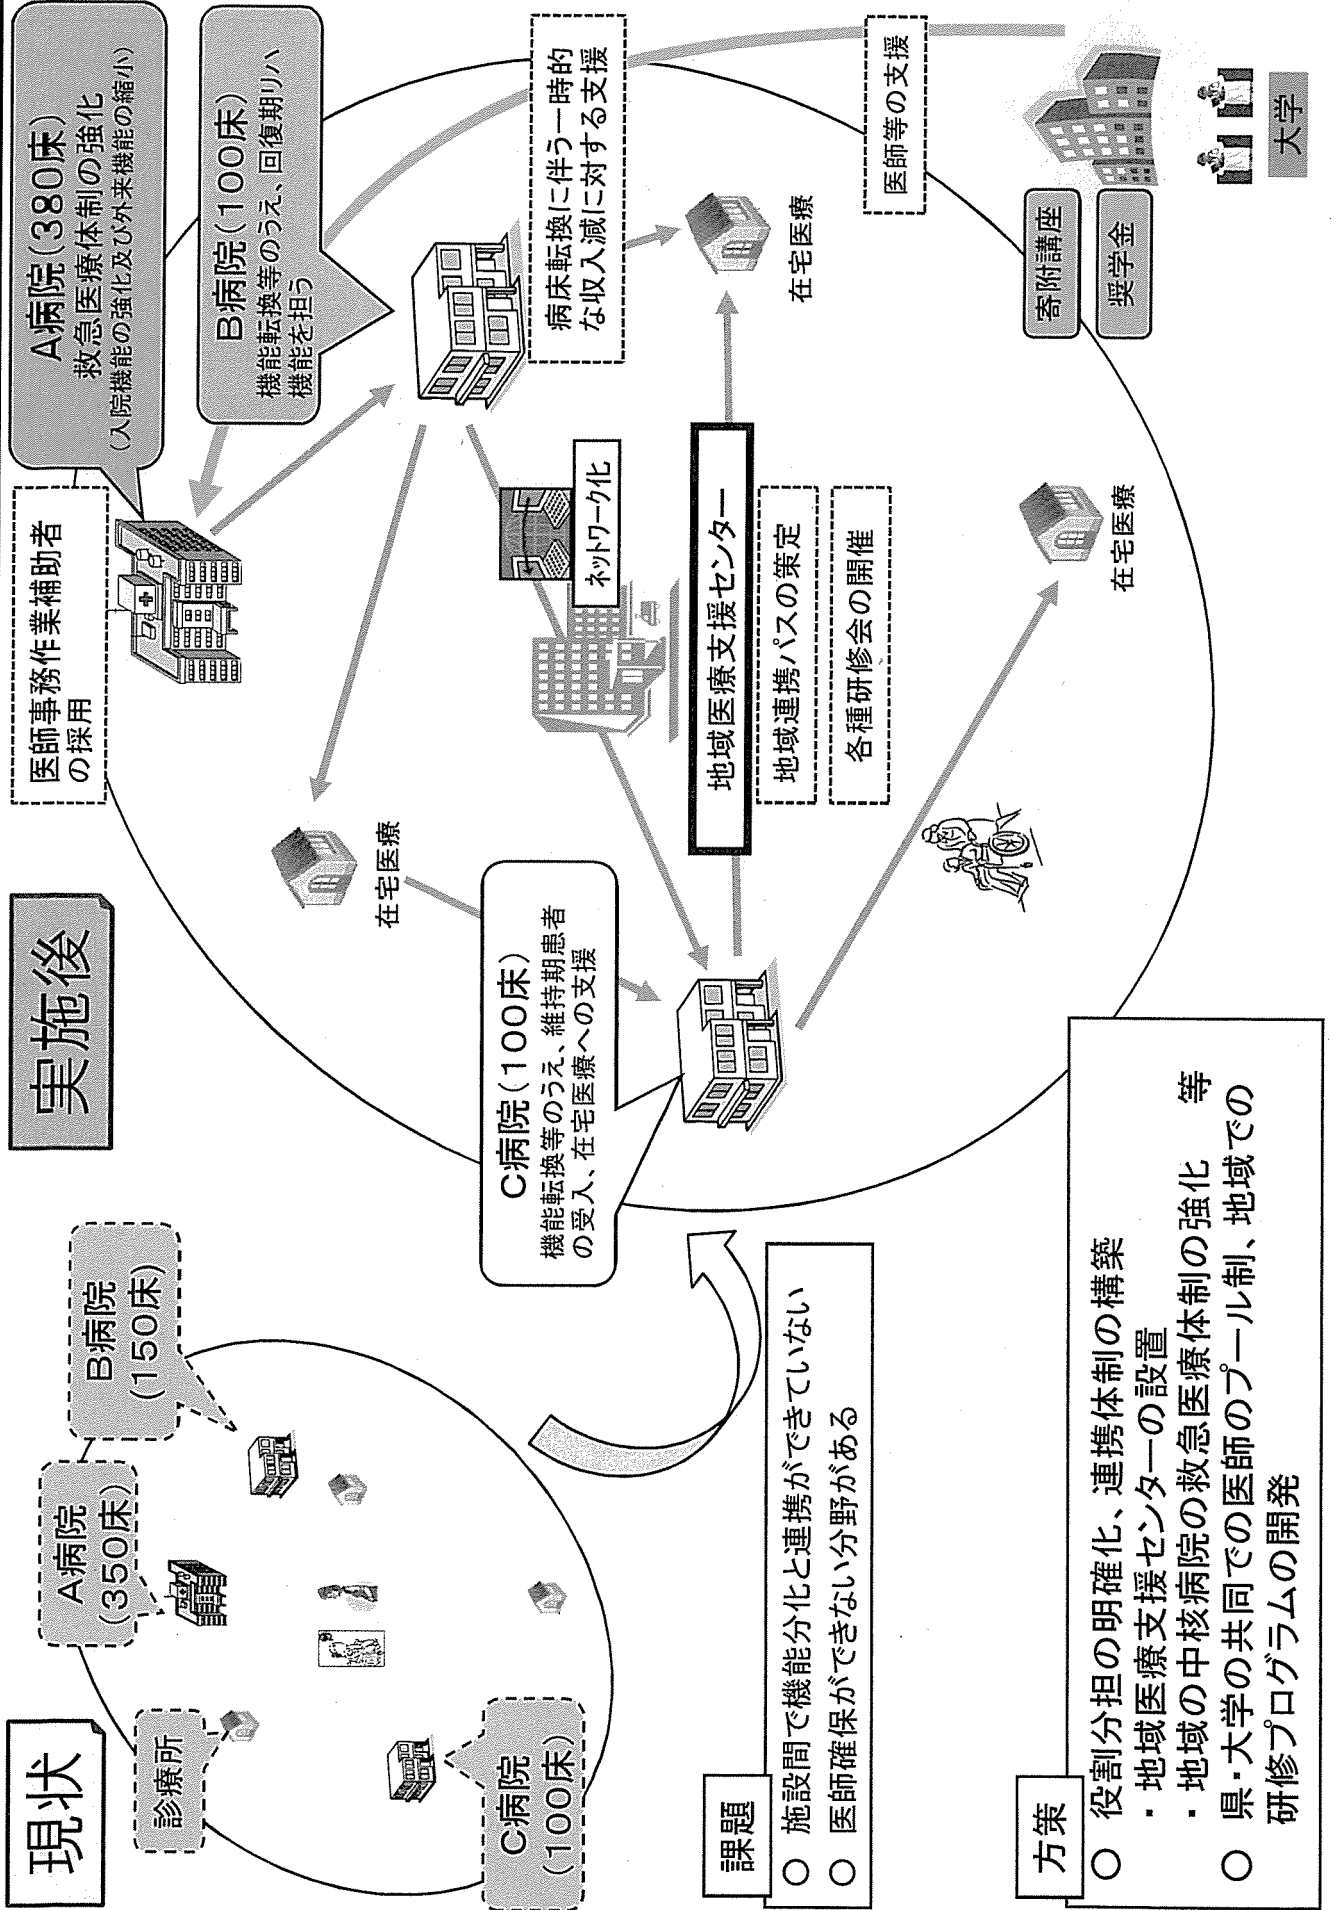 現状
診療所
A病院
(350床)
B病院
(150床)
C病院
(100床)
課題
○ 施設間で機能分化と連携ができていない
○ 医師確保ができない分野がある
方策
○ 役割分担の明確化、連携体制の構築
・地域医療支援センターの設置
・地域の中核病院の救急医療体制の強化 等
○ 県・大学の共同での医師のプール制、地域での
研修プログラムの開発
実施後
医師事務作業補助者
の採用
A病院(380床)
救急医療体制の強化
(入院機能の強化及び外来機能の縮小)
B病院(100床)
機能転換等のうえ、回復期リハ
機能を担う
病床転換に伴う一時的
な収入減に対する支援
在宅医療
C病院(100床)
機能転換等のうえ、維持期患者
の受入、在宅医療への支援
ネットワーク化
地域医療支援センター
地域連携パスの策定
各種研修会の開催
在宅医療
在宅医療
医師等の支援
寄附講座
奨学金
大学